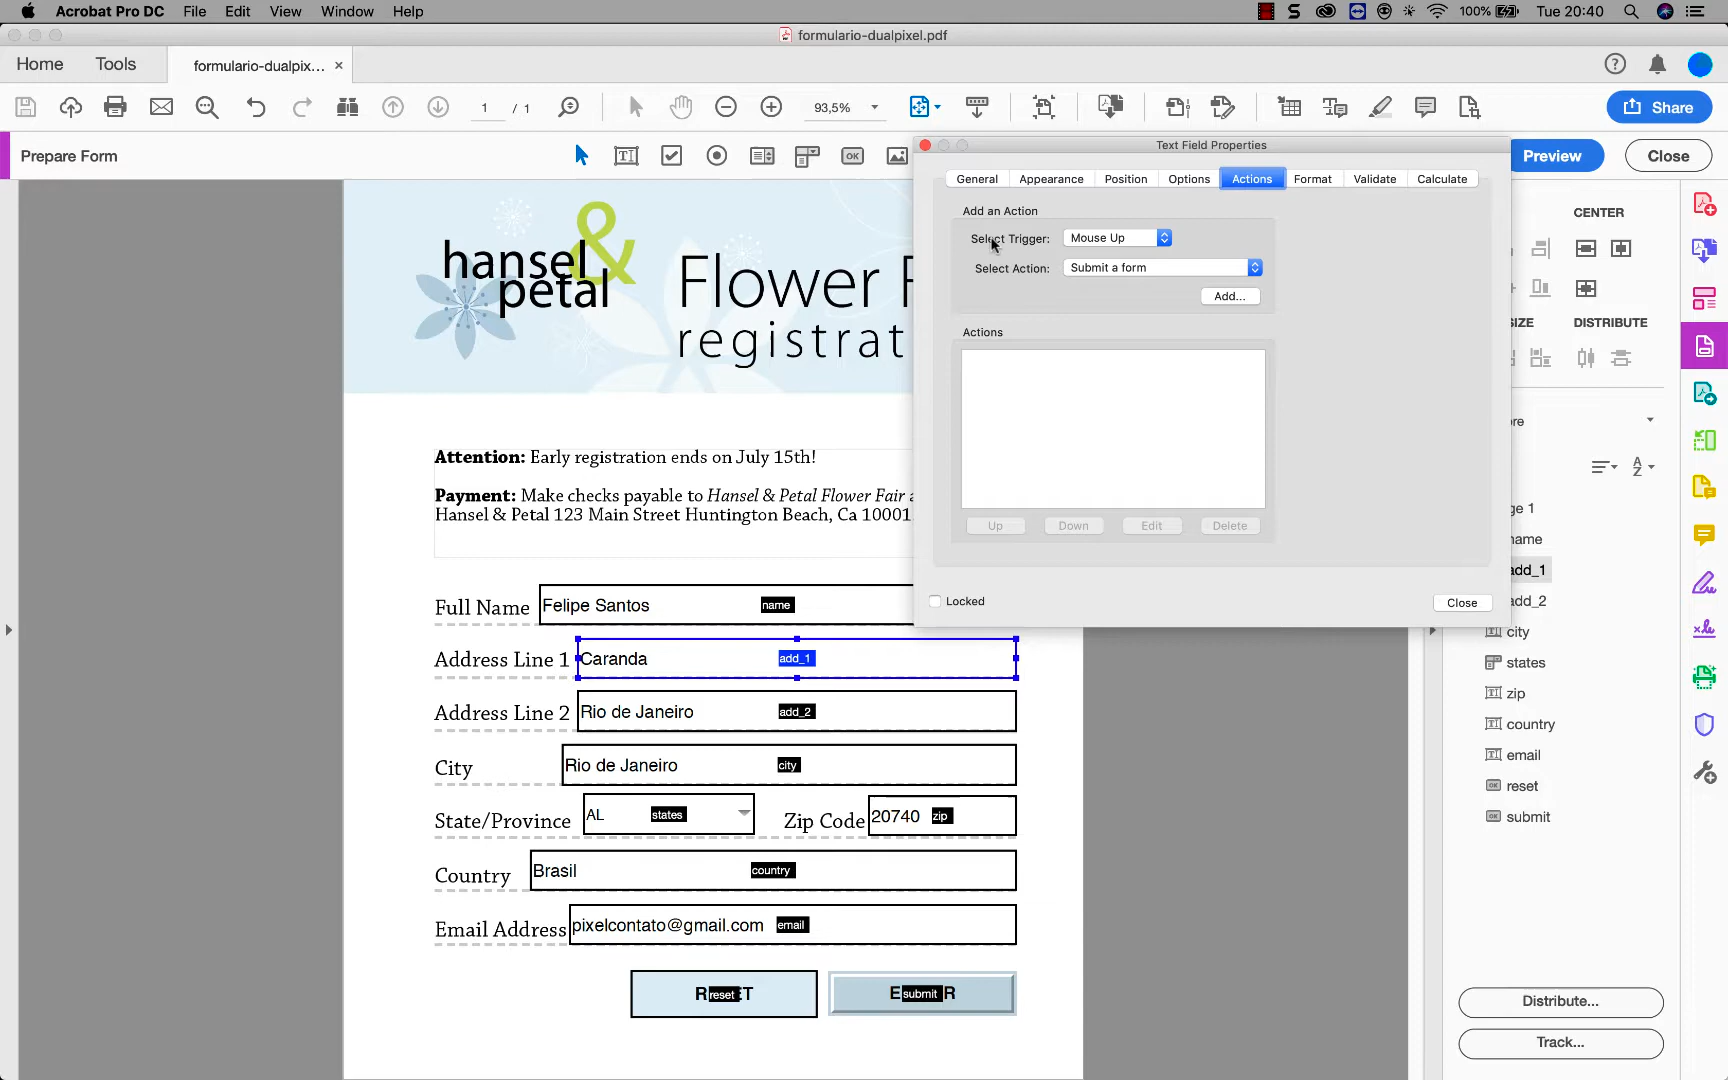 Acrobat Pro DC File Edit View Window Help
100% Tue 20:40
formulario-dualpixel.pdf
Home Tools formulario-dualpix... ×
1 / 1 93,5% Share
Prepare Form OK
Preview Close
Text Field Properties
General Appearance Position Options Actions Format Validate Calculate
Add an Action
Select Trigger: Mouse Up
Select Action: Submit a form
Add...
Actions
Up Down Edit Delete
Locked
Close
CENTER
DISTRIBUTE
name
add_1
add_2
city
states
zip
country
email
reset
submit
Distribute...
Track...
hansel & petal
Flower F
registrat
Attention: Early registration ends on July 15th!
Payment: Make checks payable to Hansel & Petal Flower Fair
Hansel & Petal 123 Main Street Huntington Beach, Ca 10001
Full Name Felipe Santos name
Address Line 1 Caranda add_1
Address Line 2 Rio de Janeiro add_2
City Rio de Janeiro city
State/Province AL states Zip Code 20740 zip
Country Brasil country
Email Address pixelcontato@gmail.com email
reset submit